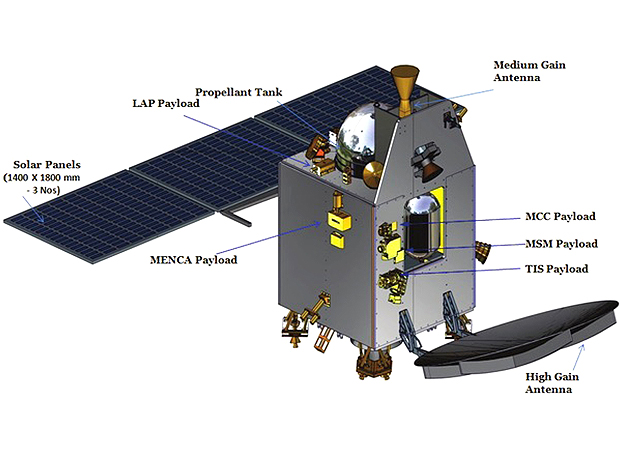 Medium Gain
Antenna
Propellant Tank
LAP Payload
Solar Panels
(1400 X 1800 mm
- 3 Nos)
MCC Payload
MSM Payload
MENCA Payload
TIS Payload
High Gain
Antenna